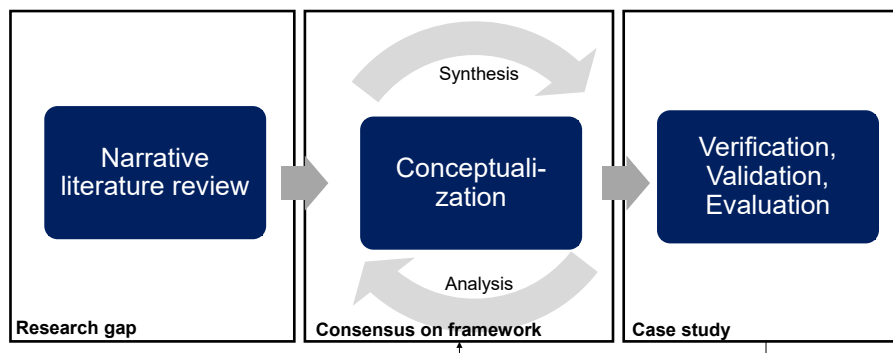 Narrative
literature review
Research gap
Synthesis
Conceptuali-
zation
Analysis
Consensus on framework
Verification,
Validation,
Evaluation
Case study